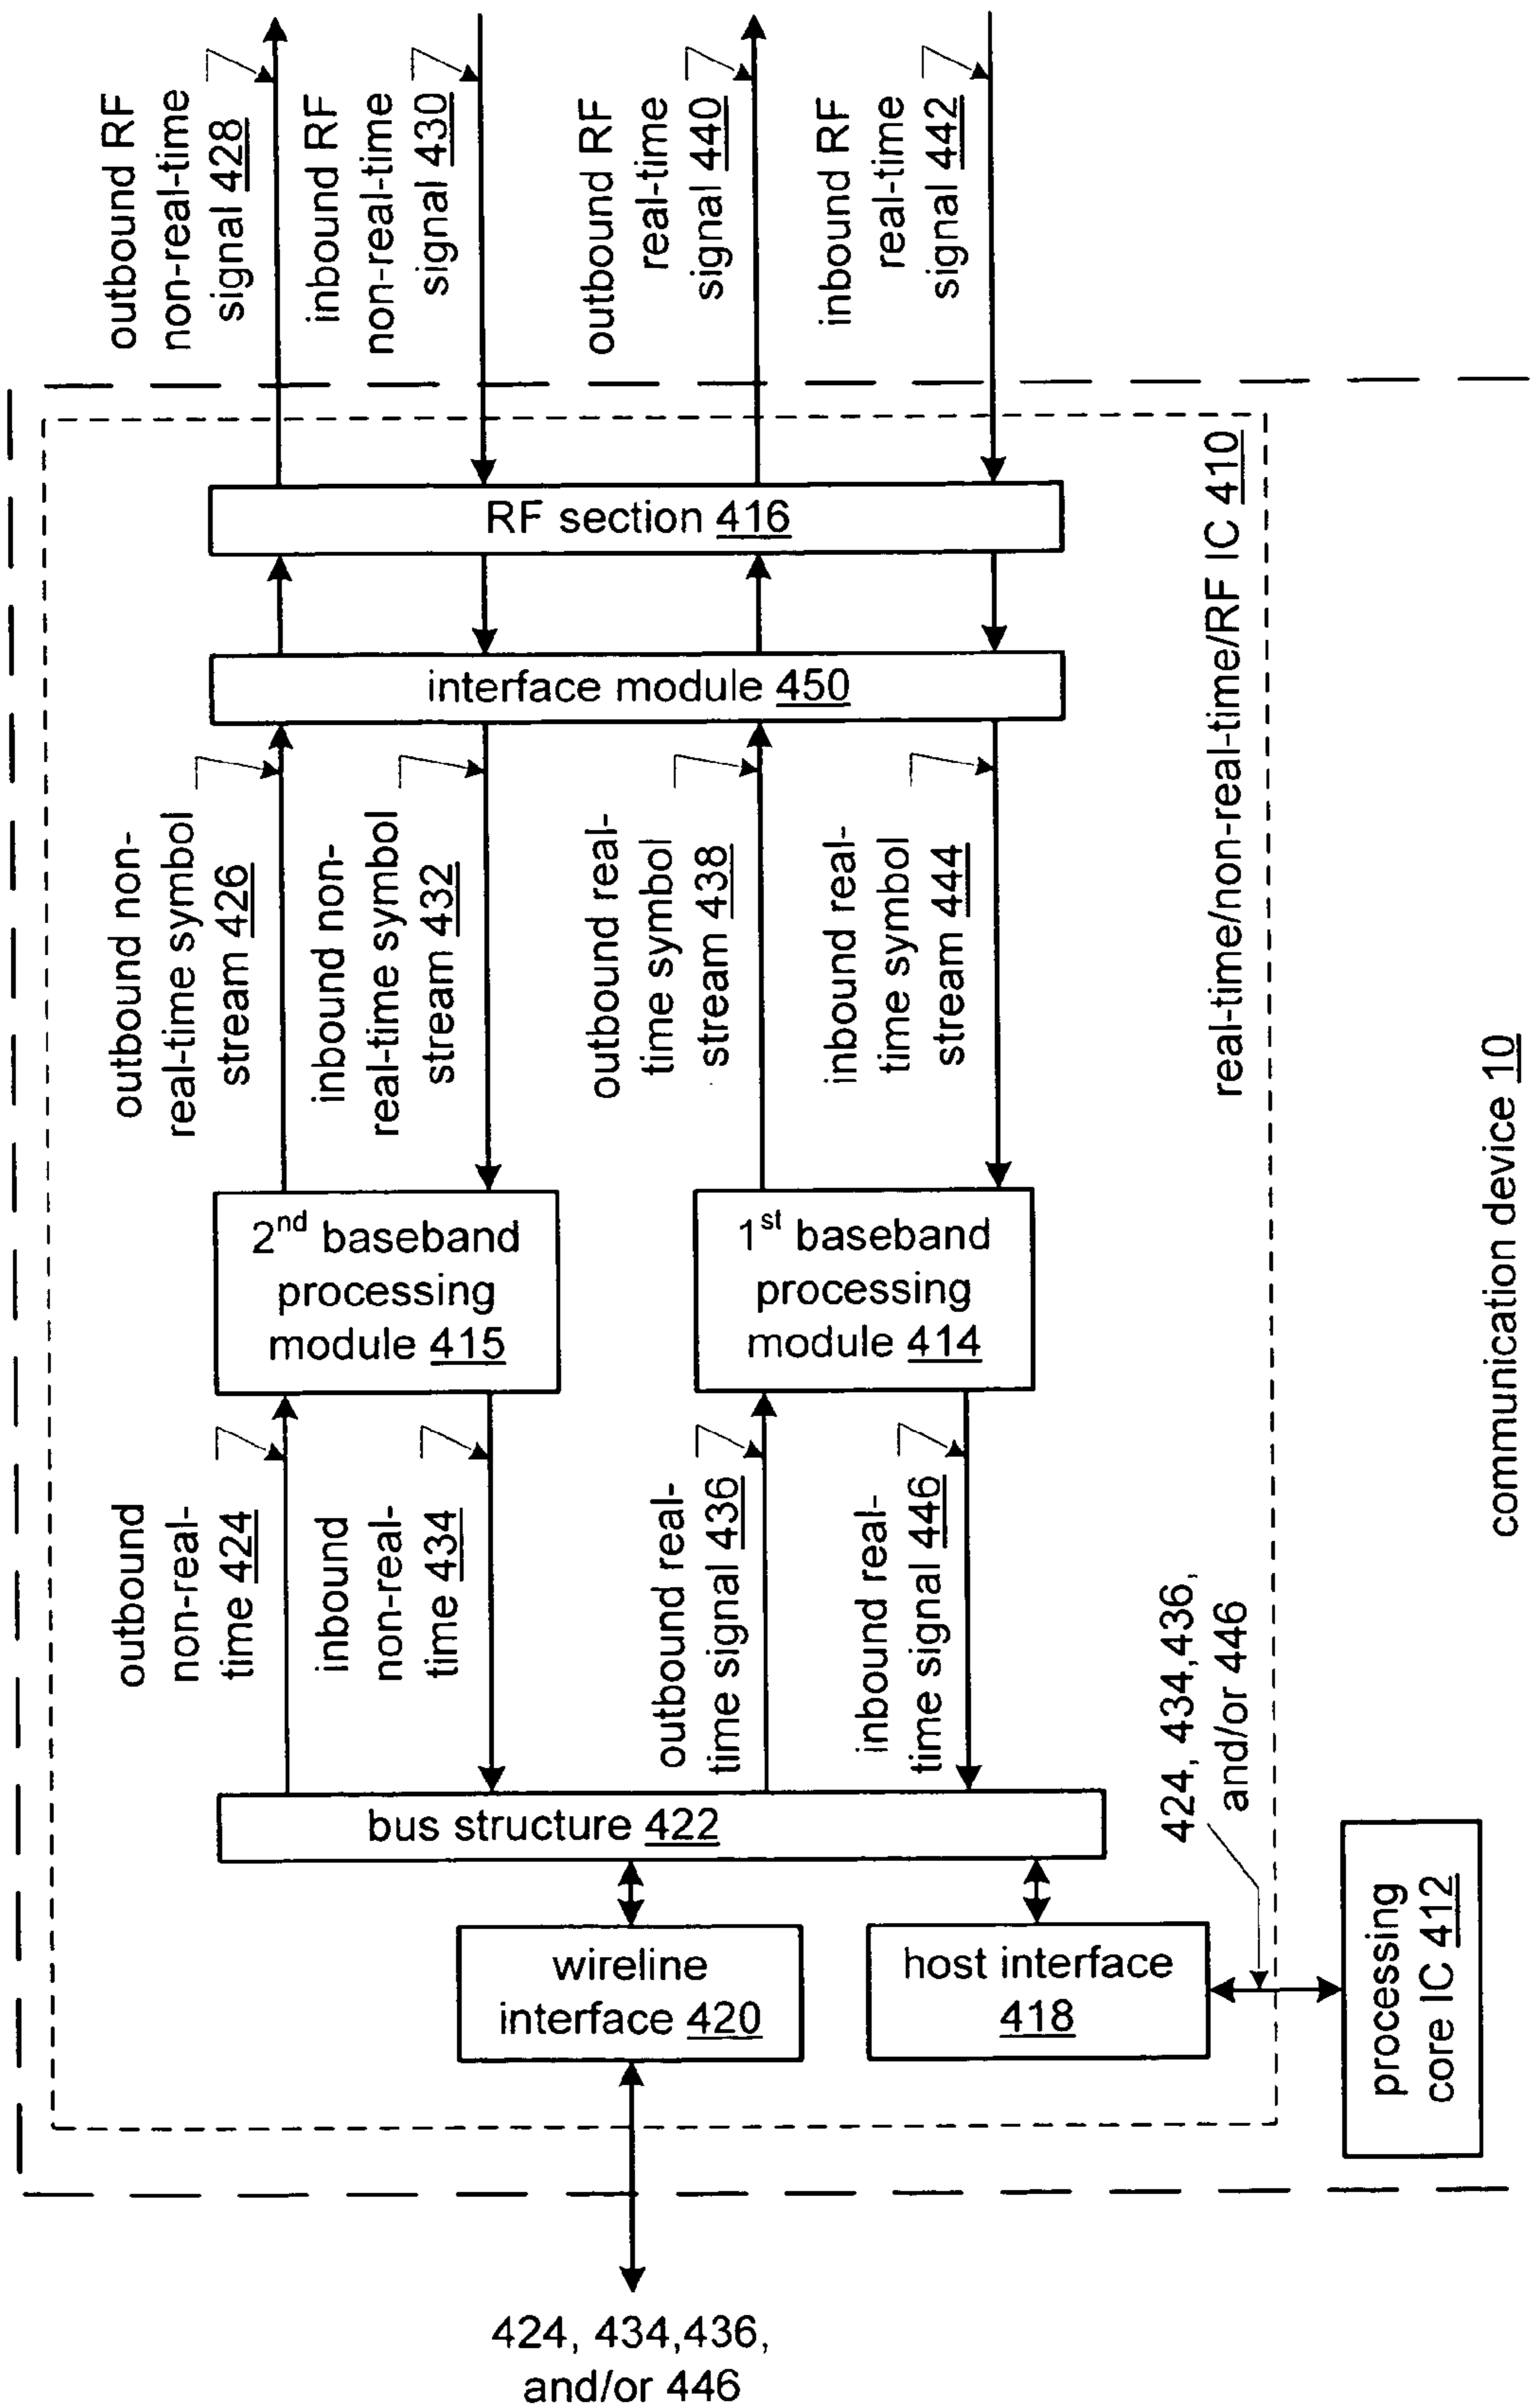 outbound RF
non-real-time
signal 428
inbound RF
non-real-time
signal 430
outbound RF
real-time
signal 440
inbound RF
real-time
signal 442
RF section 416
interface module 450
outbound non-
real-time symbol
stream 426
inbound non-
real-time symbol
stream 432
outbound real-
time symbol
stream 438
inbound real-
time symbol
stream 444
real-time/non-real-time/RF IC 410
2nd baseband
processing
module 415
1st baseband
processing
module 414
outbound
non-real-
time 424
inbound
non-real-
time 434
outbound real-
time signal 436
inbound real-
time signal 446
bus structure 422
424, 434,436,
and/or 446
wireline
interface 420
host interface
418
processing
core IC 412
communication device 10
424, 434,436,
and/or 446